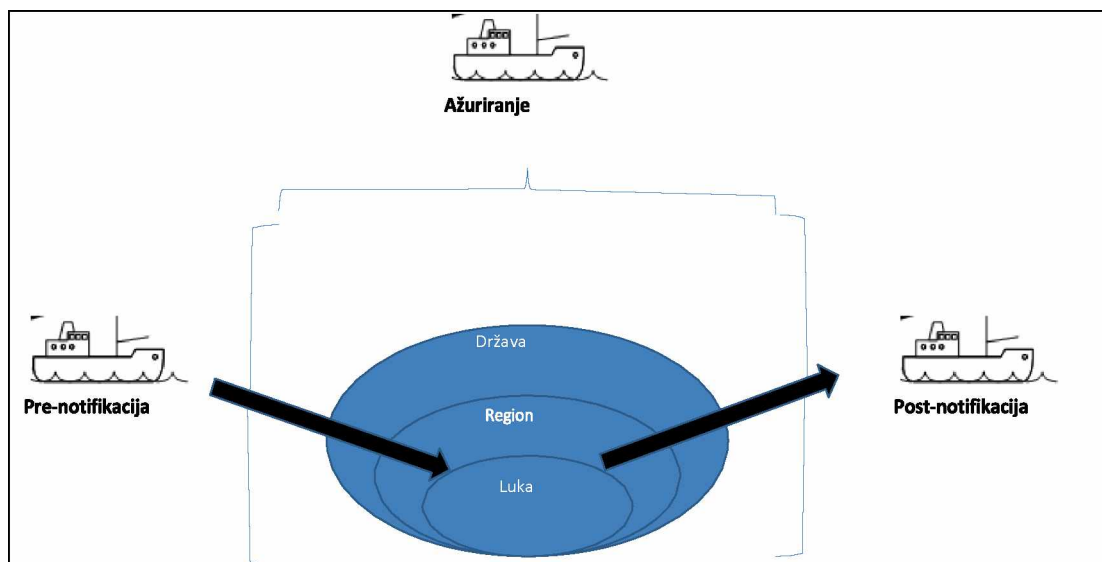 Ažuriranje
Država
Pre-notifikacija
Region
Post-notifikacija
Luka